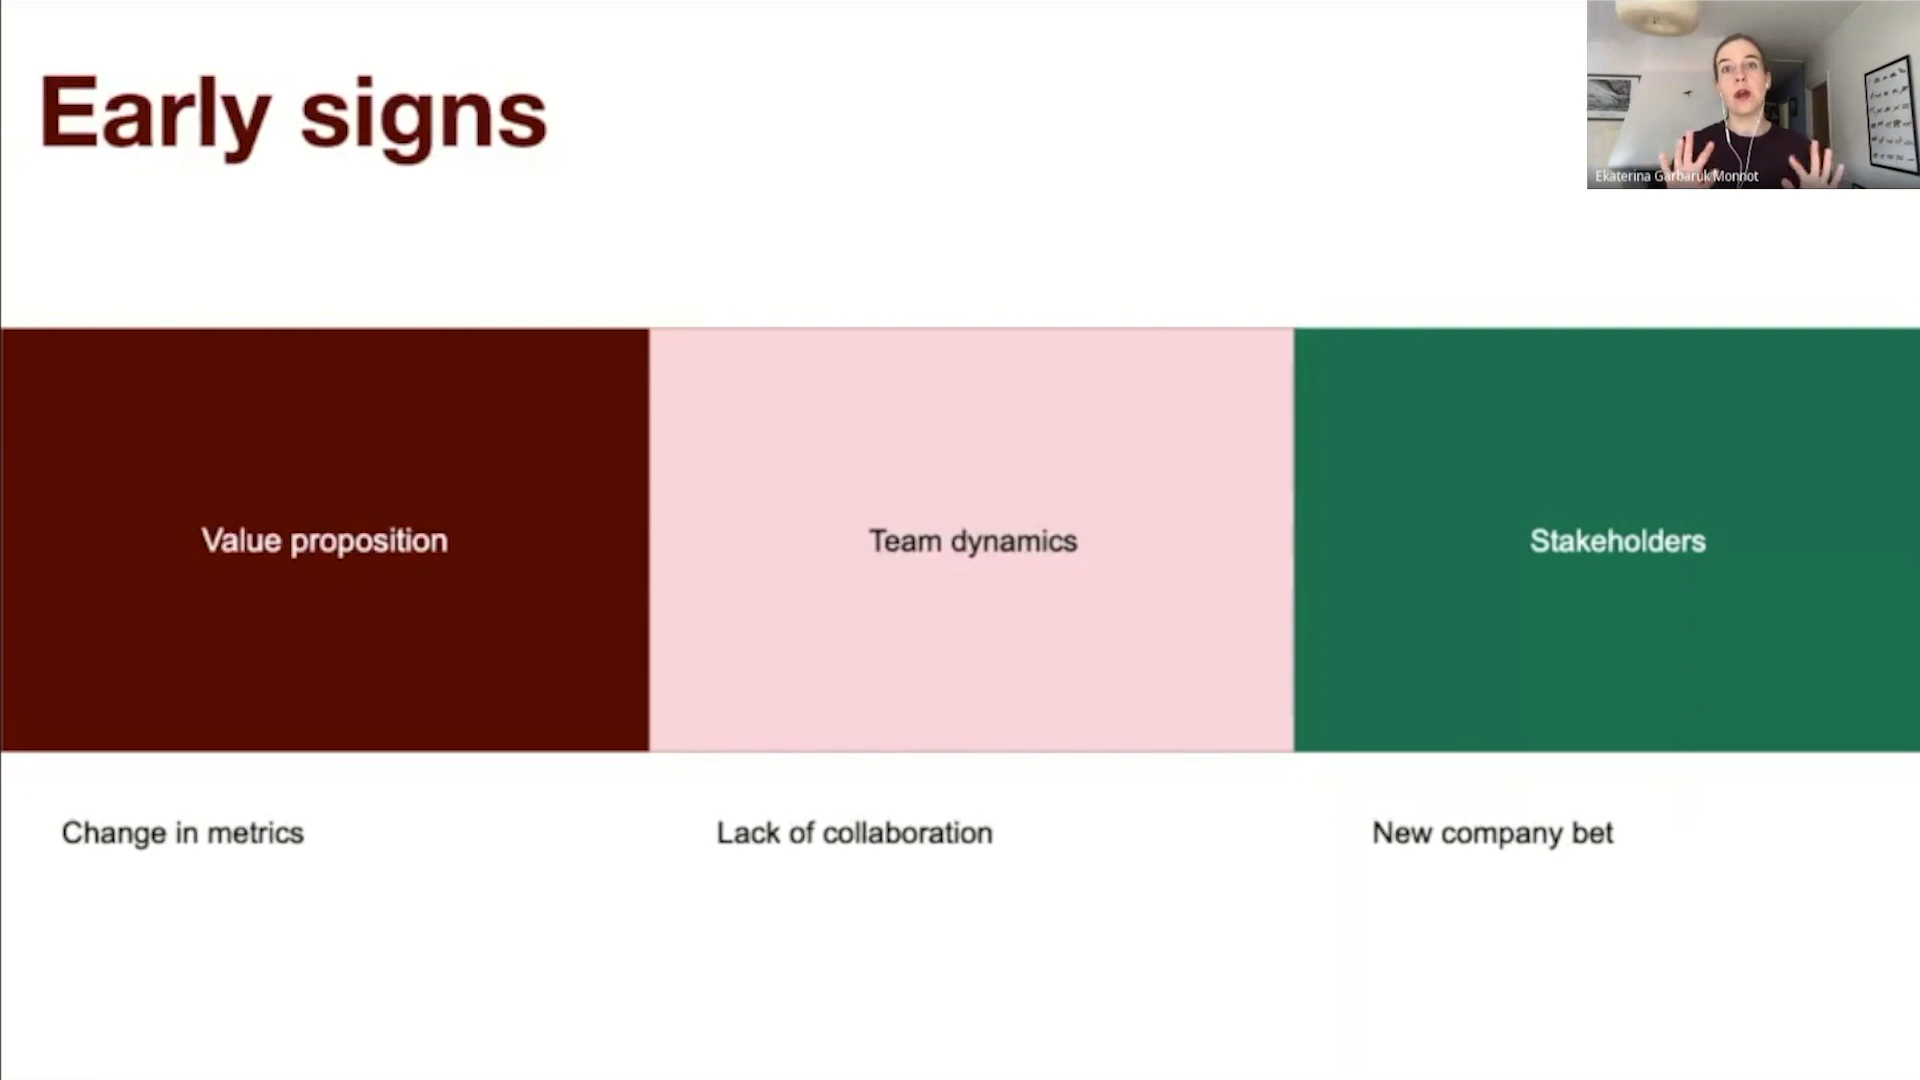 Early signs
Ekaterina Garbaruk Monnot
Value proposition
Team dynamics
Stakeholders
Change in metrics
Lack of collaboration
New company bet